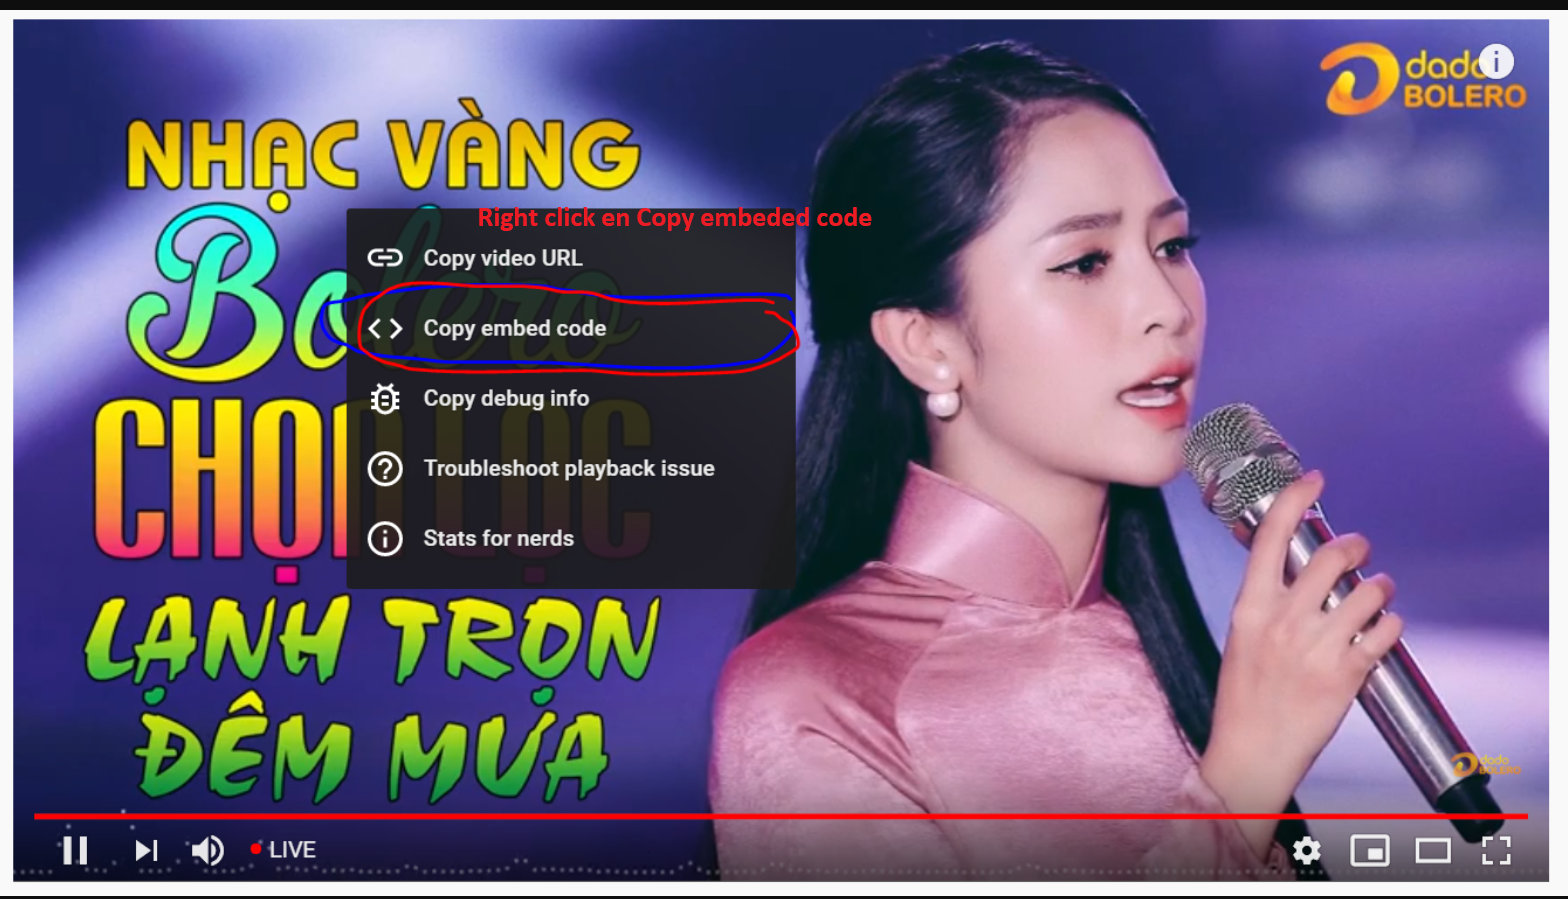 dado
BOLERO
NHẠC VÀNG
Right click en Copy embeded code
Bolero
Copy video URL
Copy embed code
CHỌN LỌC
Copy debug info
Troubleshoot playback issue
Stats for nerds
LẠNH TRỌN
ĐÊM MƯA
dado
BOLERO
LIVE